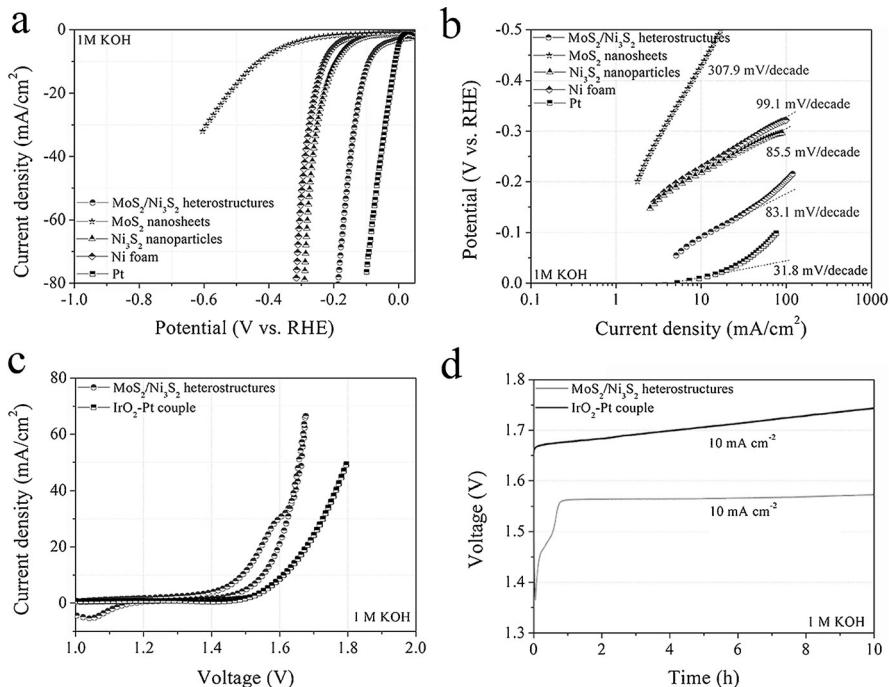 a
1M KOH
MoS2/Ni3S2 heterostructures
MoS2 nanosheets
Ni3S2 nanoparticles
Ni foam
Pt
Current density (mA/cm2)
0
-20
-40
-60
-80
-1.0 -0.8 -0.6 -0.4 -0.2 0.0
Potential (V vs. RHE)
b
MoS2/Ni3S2 heterostructures
MoS2 nanosheets
Ni3S2 nanoparticles
Ni foam
Pt
307.9 mV/decade
99.1 mV/decade
85.5 mV/decade
83.1 mV/decade
31.8 mV/decade
1M KOH
Potential (V vs. RHE)
-0.5
-0.4
-0.3
-0.2
-0.1
0.0
0.1 1 10 100 1000
Current density (mA/cm2)
c
MoS2/Ni3S2 heterostructures
IrO2-Pt couple
1 M KOH
Current density (mA/cm2)
80
60
40
20
0
1.0 1.2 1.4 1.6 1.8 2.0
Voltage (V)
d
MoS2/Ni3S2 heterostructures
IrO2-Pt couple
10 mA cm-2
10 mA cm-2
1 M KOH
Voltage (V)
1.8
1.7
1.6
1.5
1.4
1.3
0 2 4 6 8 10
Time (h)